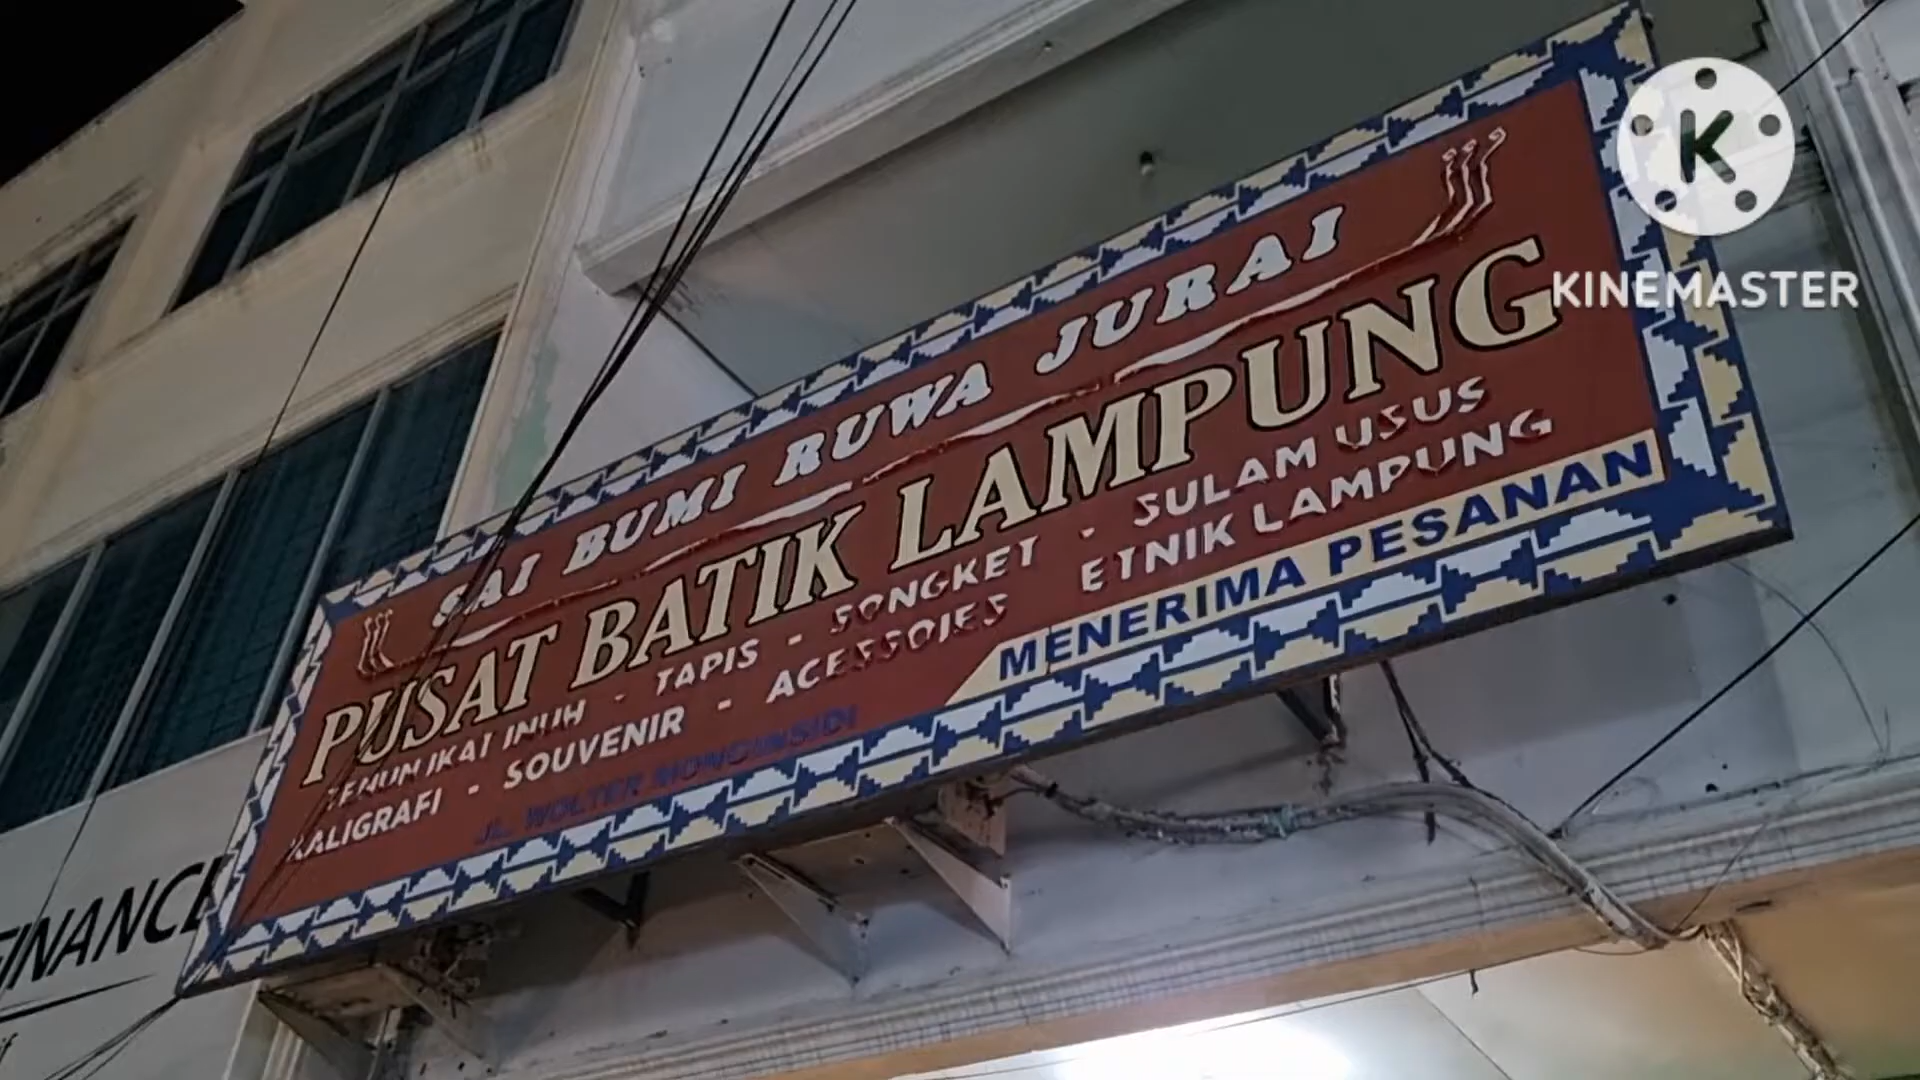 SAI BUMI RUWA JURAI
PUSAT BATIK LAMPUNG
TENUN IKAT INUH - TAPIS - SONGKET - SULAM USUS
KALIGRAFI - SOUVENIR - ACESSOIES ETNIK LAMPUNG
MENERIMA PESANAN
JL. WOLTER MONGINSIDI
FINANCE
K
KINEMASTER